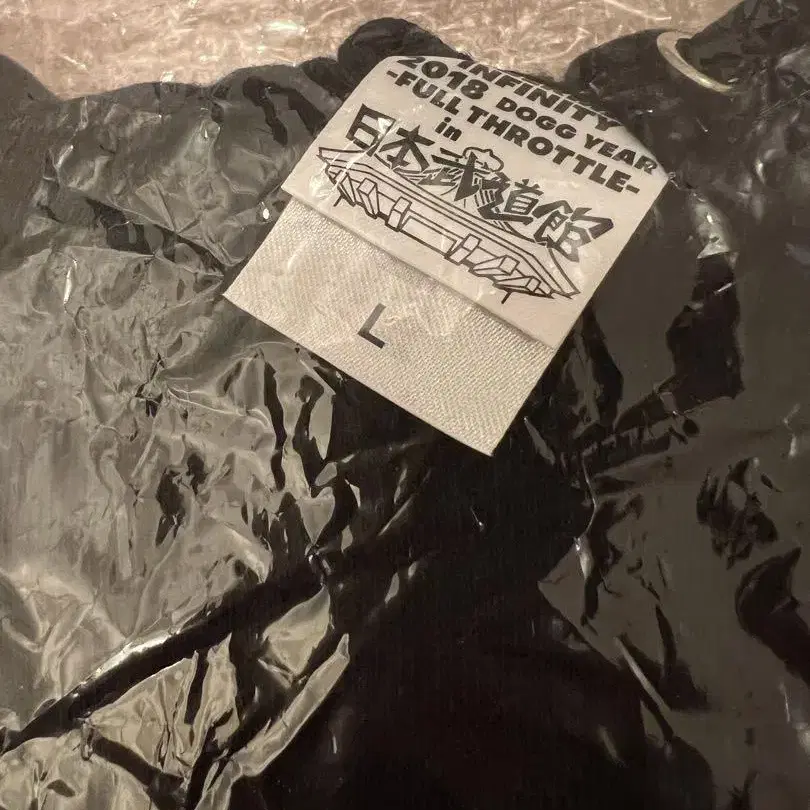 INFINITY
2018 DOGG YEAR
-FULL THROTTLE-
in
日本武道館
L